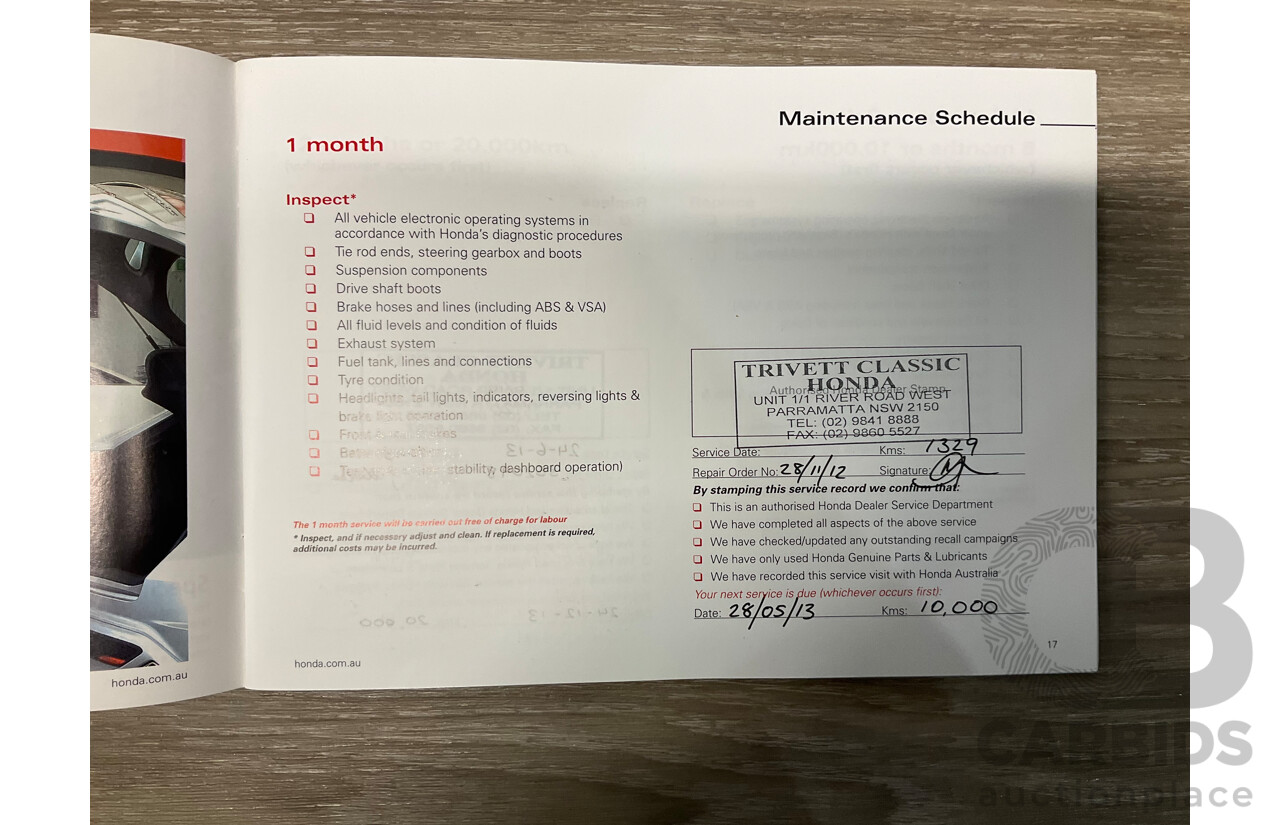 Maintenance Schedule
1 month
Inspect*
All vehicle electronic operating systems in
accordance with Honda's diagnostic procedures
Tie rod ends, steering gearbox and boots
Suspension components
Drive shaft boots
Brake hoses and lines (including ABS & VSA)
All fluid levels and condition of fluids
Exhaust system
Fuel tank, lines and connections
Tyre condition
Headlights, tail lights, indicators, reversing lights &
brake light operation
Front
stability, dashboard operation)
The 1 month service will be carried out free of charge for labour
* Inspect, and if necessary adjust and clean. If replacement is required,
additional costs may be incurred.
honda.com.au
honda.com.au
TRIVETT CLASSIC
HONDA
Authorised Honda Dealer Stamp
UNIT 1/1 RIVER ROAD WEST
PARRAMATTA NSW 2150
TEL: (02) 9841 8888
FAX: (02) 9860 5527
Service Date: Kms: 1329
Repair Order No: 28/11/12 Signature:
By stamping this service record we confirm that:
This is an authorised Honda Dealer Service Department
We have completed all aspects of the above service
We have checked/updated any outstanding recall campaigns
We have only used Honda Genuine Parts & Lubricants
We have recorded this service visit with Honda Australia
Your next service is due (whichever occurs first):
Date: 28/05/13 Kms: 10,000
17
CARBIDS
auctionplace